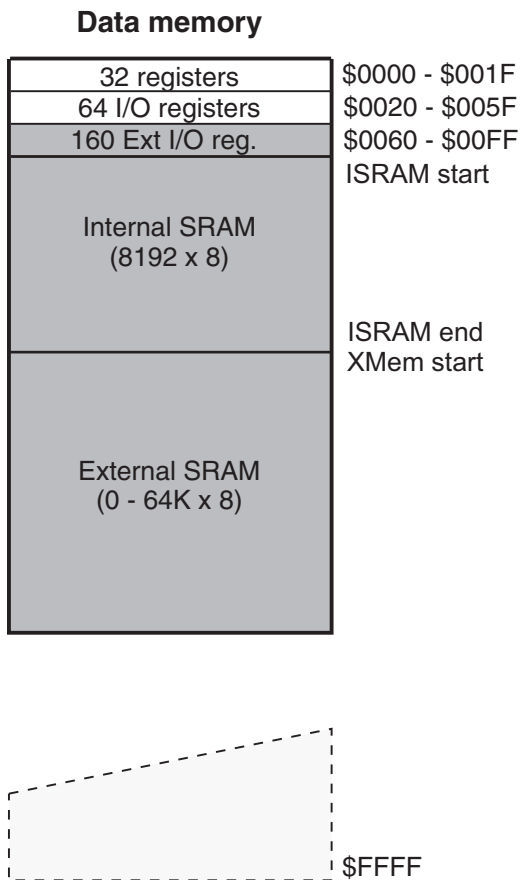 Data memory
32 registers $0000 - $001F
64 I/O registers $0020 - $005F
160 Ext I/O reg. $0060 - $00FF
ISRAM start
Internal SRAM
(8192 x 8)
ISRAM end
XMem start
External SRAM
(0 - 64K x 8)
$FFFF